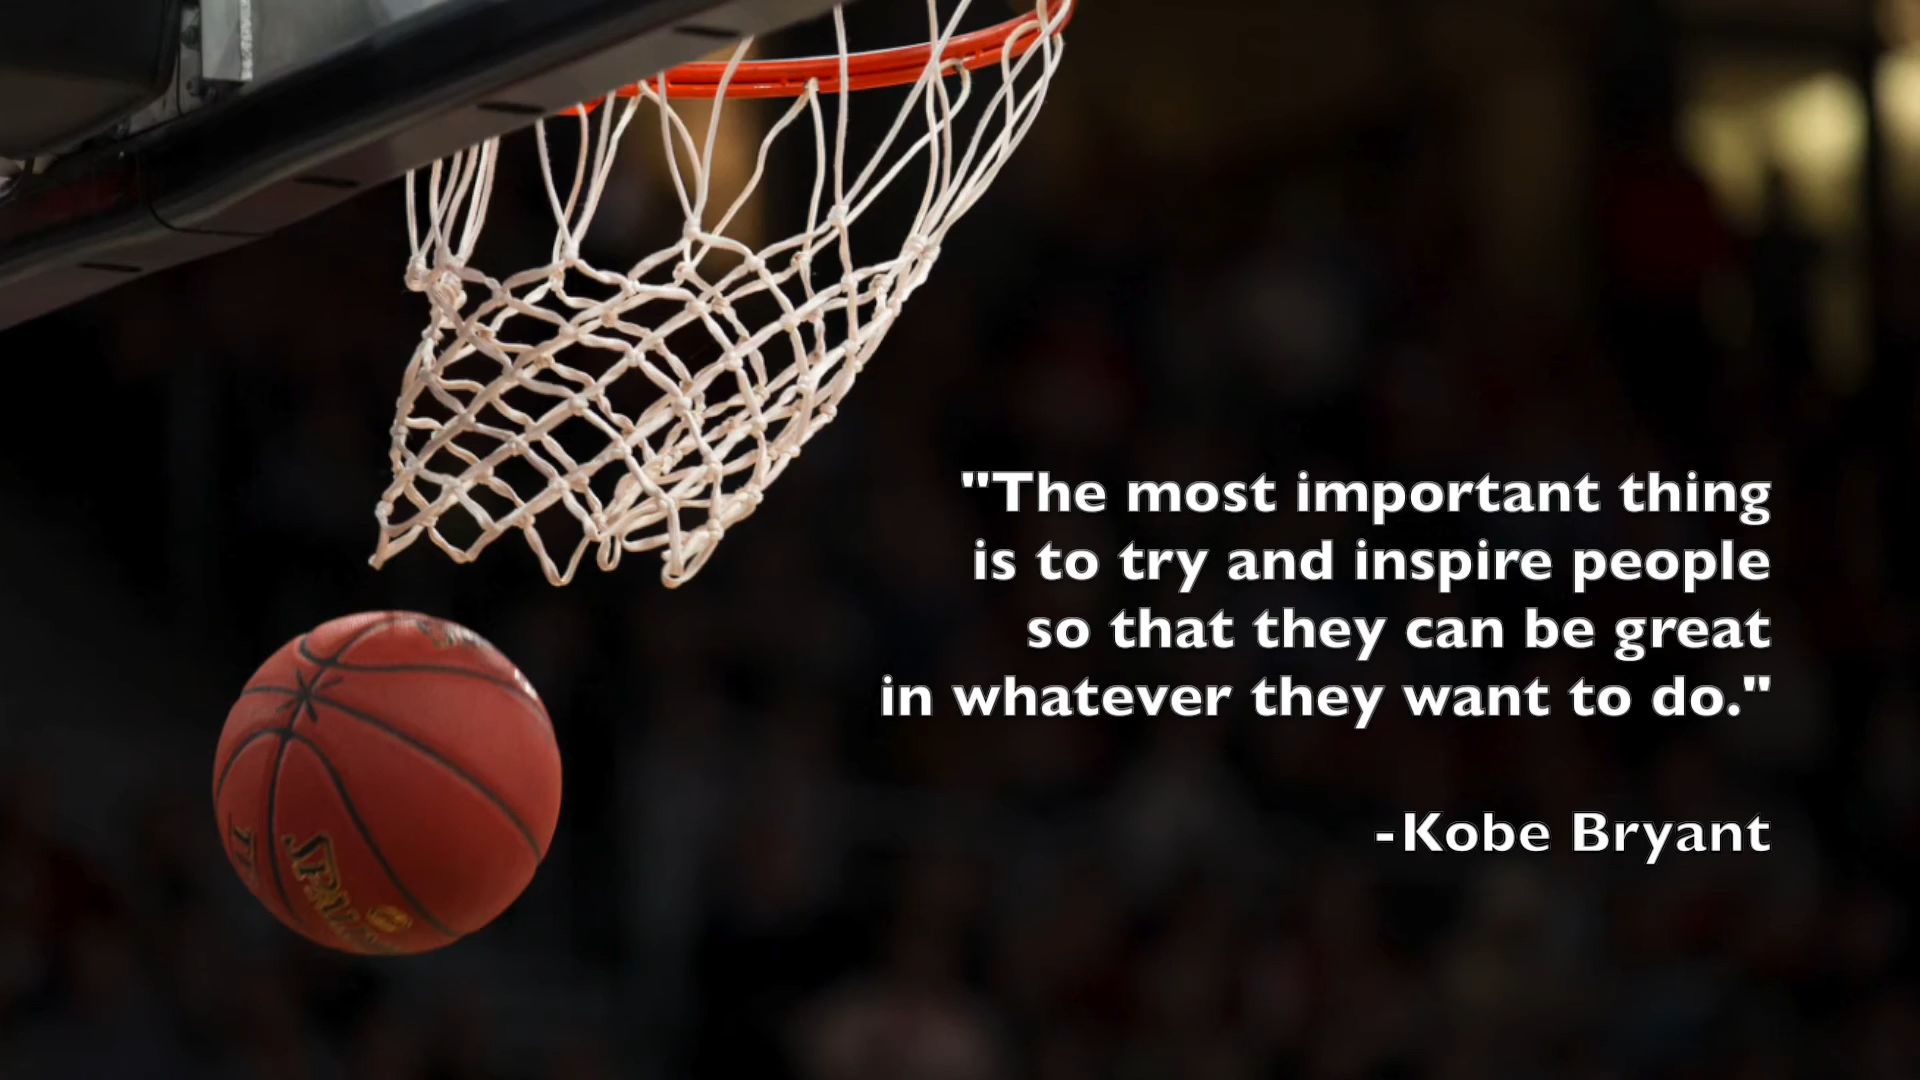 "The most important thing
is to try and inspire people
so that they can be great
in whatever they want to do."
-Kobe Bryant